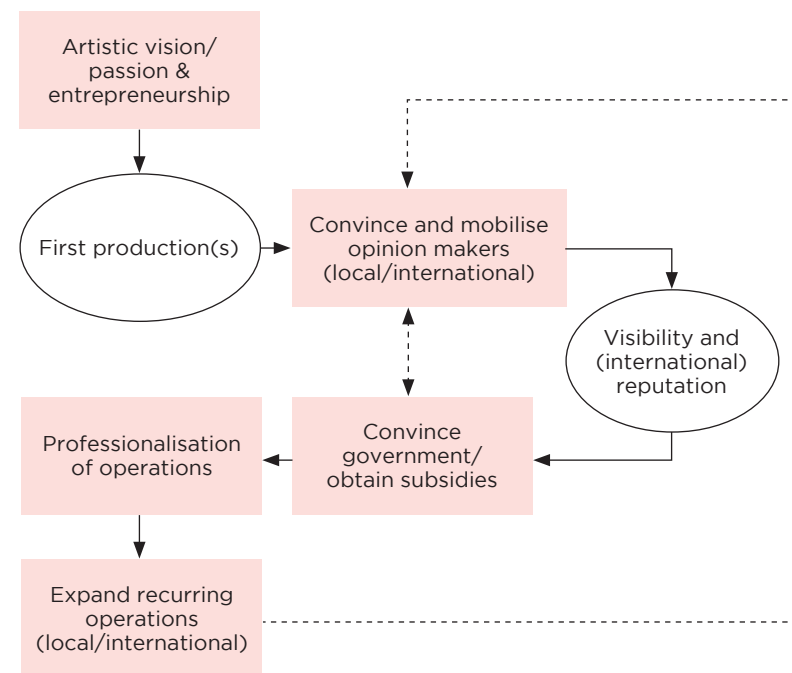 Artistic vision/
passion &
entrepreneurship
First production(s)
Convince and mobilise
opinion makers
(local/international)
Visibility and
(international)
reputation
Convince
government/
obtain subsidies
Professionalisation
of operations
Expand recurring
operations
(local/international)